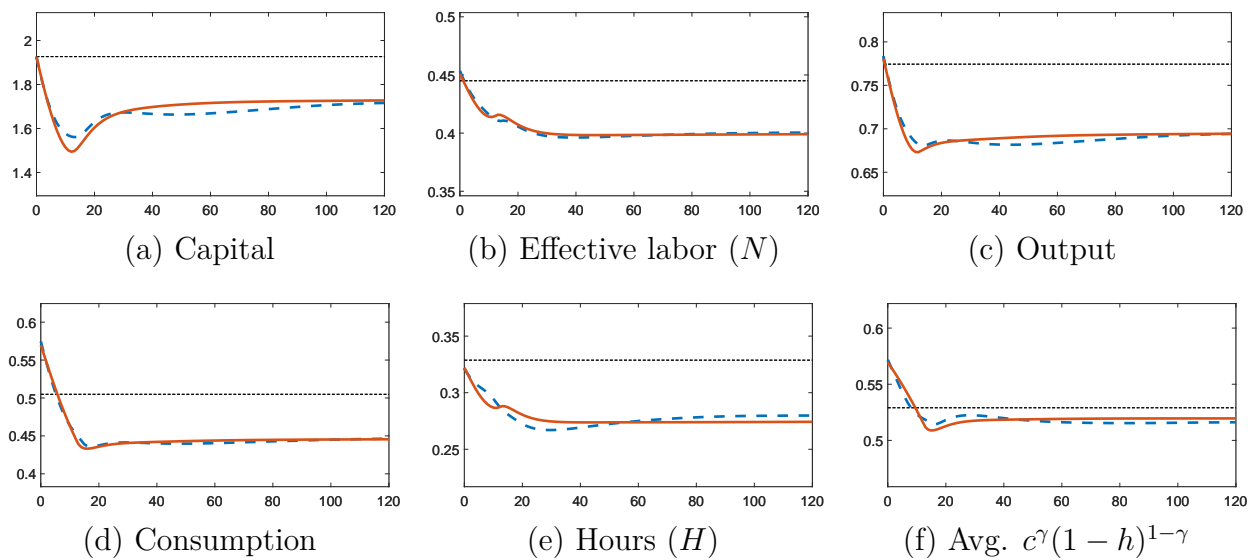 2
1.8
1.6
1.4
0 20 40 60 80 100 120
(a) Capital
0.5
0.45
0.4
0.35
0 20 40 60 80 100 120
(b) Effective labor (N)
0.8
0.75
0.7
0.65
0 20 40 60 80 100 120
(c) Output
0.6
0.55
0.5
0.45
0.4
0 20 40 60 80 100 120
(d) Consumption
0.35
0.3
0.25
0 20 40 60 80 100 120
(e) Hours (H)
0.6
0.55
0.5
0 20 40 60 80 100 120
(f) Avg. c^γ(1 − h)^{1−γ}